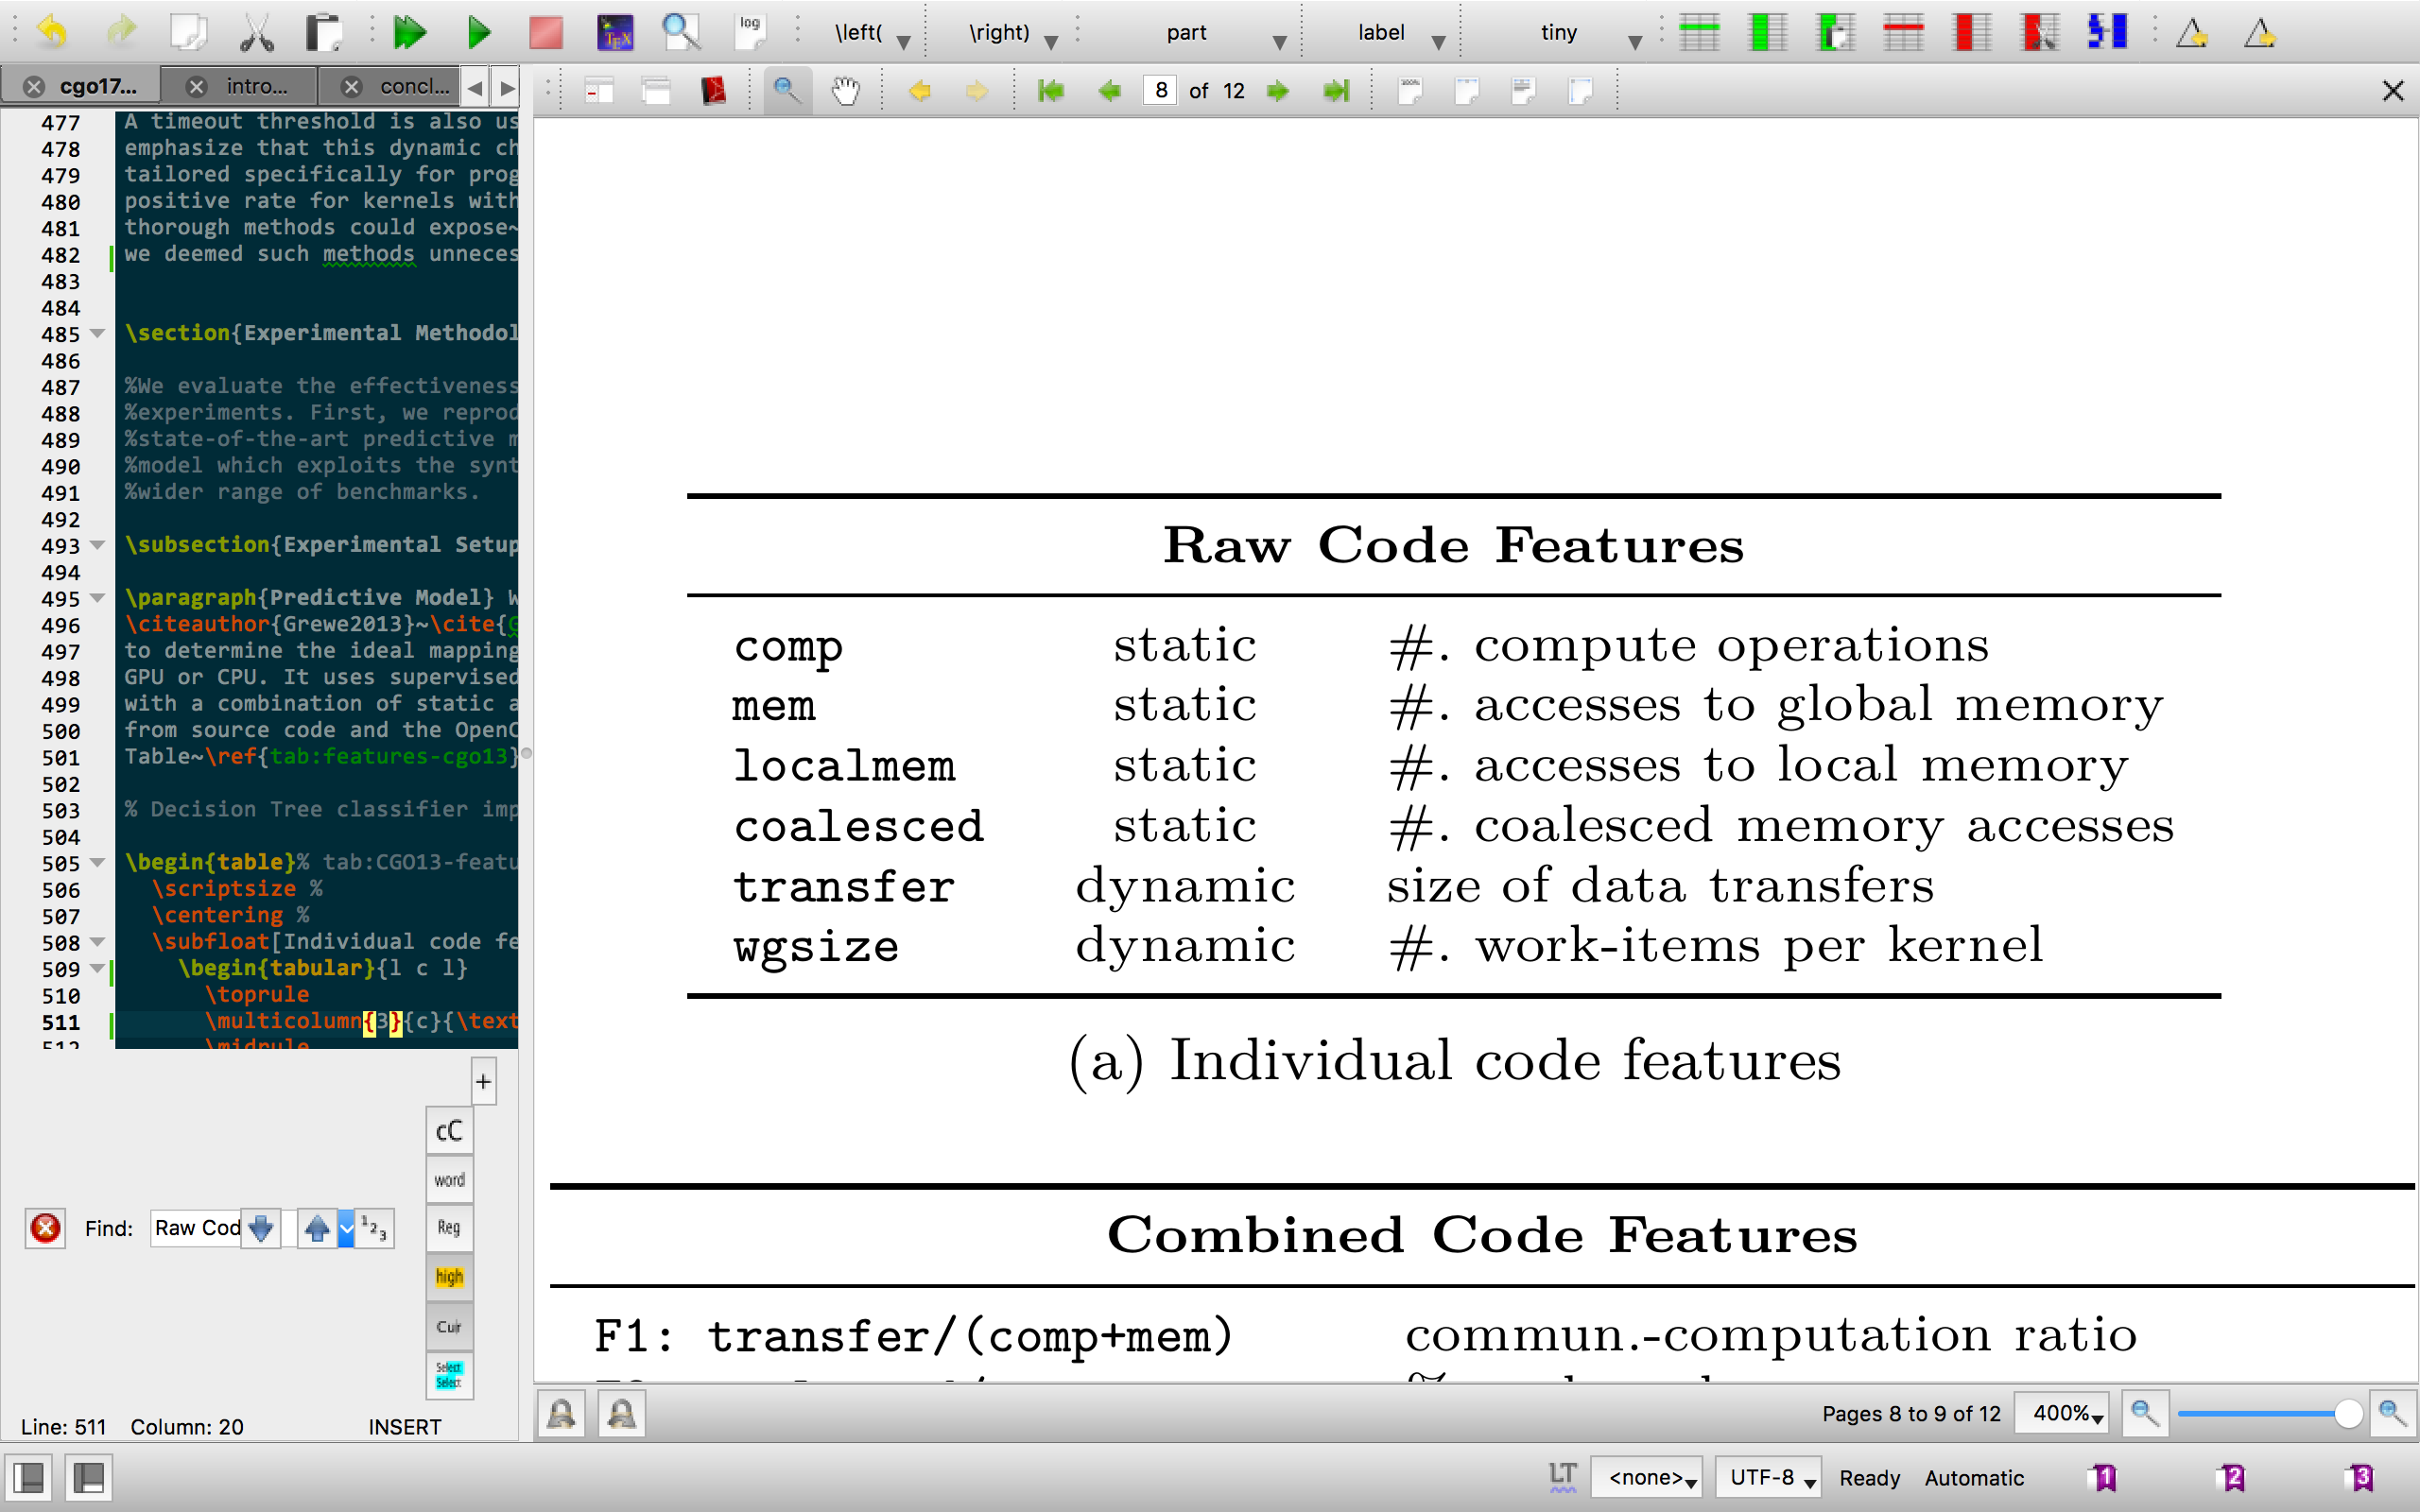 log
\left(
\right)
part
label
tiny
cgo17...
intro...
concl...
8 of 12
477 A timeout threshold is also us
478 emphasize that this dynamic ch
479 tailored specifically for prog
480 positive rate for kernels with
481 thorough methods could expose~
482 we deemed such methods unneces
483
484
485 \section{Experimental Methodol
486
487 %We evaluate the effectiveness
488 %experiments. First, we reprod
489 %state-of-the-art predictive m
490 %model which exploits the synt
491 %wider range of benchmarks.
492
493 \subsection{Experimental Setup
494
495 \paragraph{Predictive Model} W
496 \citeauthor{Grewe2013}~\cite{G
497 to determine the ideal mapping
498 GPU or CPU. It uses supervised
499 with a combination of static a
500 from source code and the OpenC
501 Table~\ref{tab:features-cgo13}
502
503 % Decision Tree classifier imp
504
505 \begin{table}% tab:CGO13-featu
506 \scriptsize %
507 \centering %
508 \subfloat[Individual code fe
509 \begin{tabular}{l c l}
510 \toprule
511 \multicolumn{3}{c}{\text
512 \midrule
+
cC
word
Reg
high
Cur
Select
Select
Find: Raw Cod
1 2 3
Line: 511 Column: 20 INSERT
Raw Code Features
comp static #. compute operations
mem static #. accesses to global memory
localmem static #. accesses to local memory
coalesced static #. coalesced memory accesses
transfer dynamic size of data transfers
wgsize dynamic #. work-items per kernel
(a) Individual code features
Combined Code Features
F1: transfer/(comp+mem) commun.-computation ratio
Pages 8 to 9 of 12 400%
LT <none> UTF-8 Ready Automatic 1 2 3